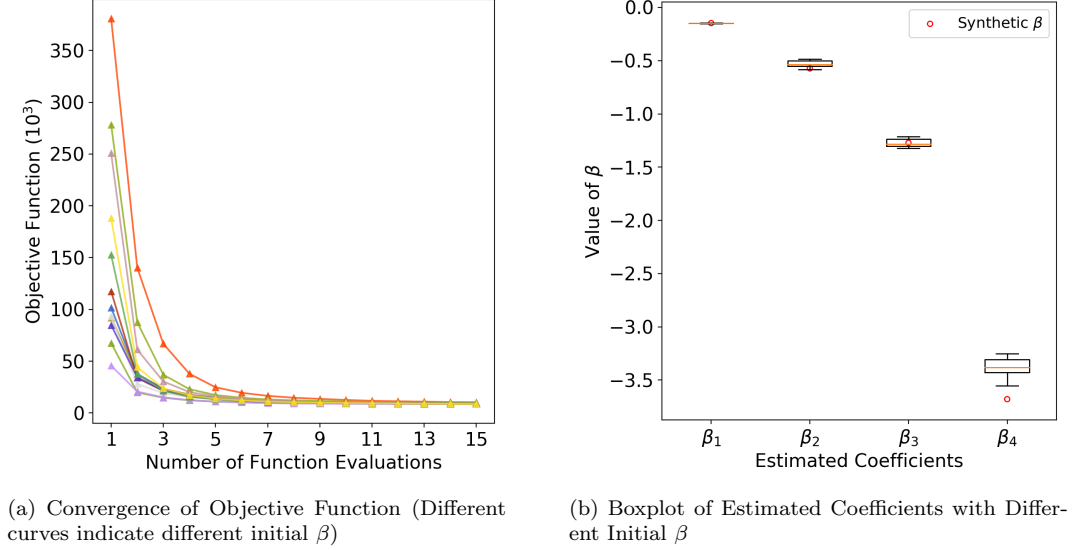 350
300
250
200
150
100
50
0
Objective Function (10³)
1 3 5 7 9 11 13 15
Number of Function Evaluations
(a) Convergence of Objective Function (Different
curves indicate different initial β)
0.0
−0.5
−1.0
−1.5
−2.0
−2.5
−3.0
−3.5
Value of β
Synthetic β
β₁ β₂ β₃ β₄
Estimated Coefficients
(b) Boxplot of Estimated Coefficients with Differ-
ent Initial β